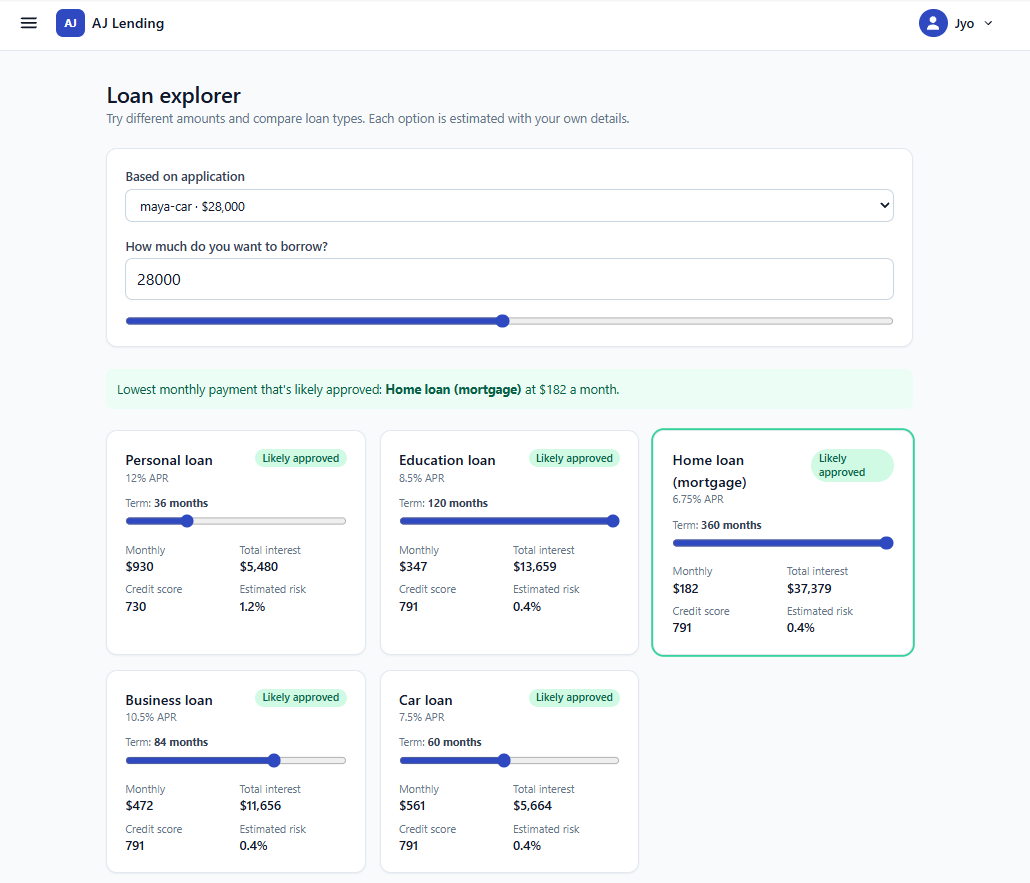 AJ AJ Lending Jyo
Loan explorer
Try different amounts and compare loan types. Each option is estimated with your own details.
Based on application
maya-car · $28,000
How much do you want to borrow?
28000
Lowest monthly payment that's likely approved: Home loan (mortgage) at $182 a month.
Personal loan
Likely approved
12% APR
Term: 36 months
Monthly Total interest
$930 $5,480
Credit score Estimated risk
730 1.2%
Education loan
Likely approved
8.5% APR
Term: 120 months
Monthly Total interest
$347 $13,659
Credit score Estimated risk
791 0.4%
Home loan
(mortgage)
Likely
approved
6.75% APR
Term: 360 months
Monthly Total interest
$182 $37,379
Credit score Estimated risk
791 0.4%
Business loan
Likely approved
10.5% APR
Term: 84 months
Monthly Total interest
$472 $11,656
Credit score Estimated risk
791 0.4%
Car loan
Likely approved
7.5% APR
Term: 60 months
Monthly Total interest
$561 $5,664
Credit score Estimated risk
791 0.4%